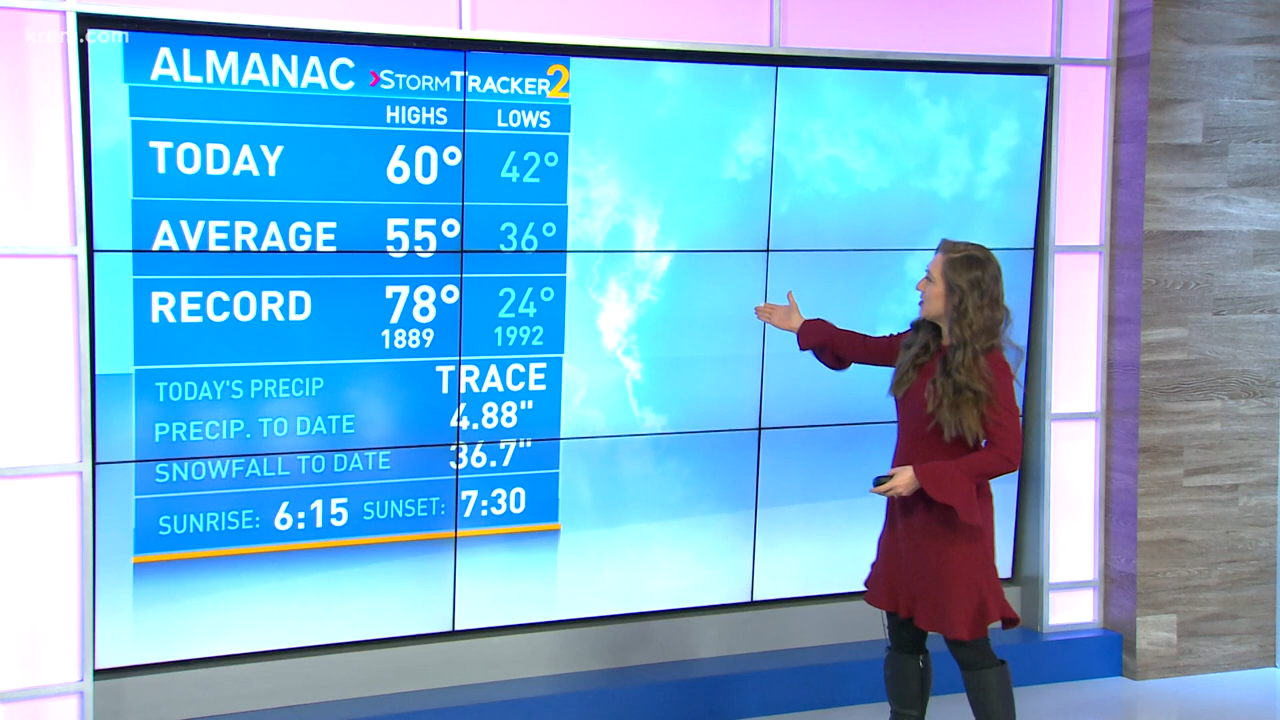 krem.com
ALMANAC STORMTRACKER2
HIGHS LOWS
TODAY 60° 42°
AVERAGE 55° 36°
RECORD 78° 24°
1889 1992
TODAY'S PRECIP TRACE
PRECIP. TO DATE 4.88"
SNOWFALL TO DATE 36.7"
SUNRISE: 6:15 SUNSET: 7:30